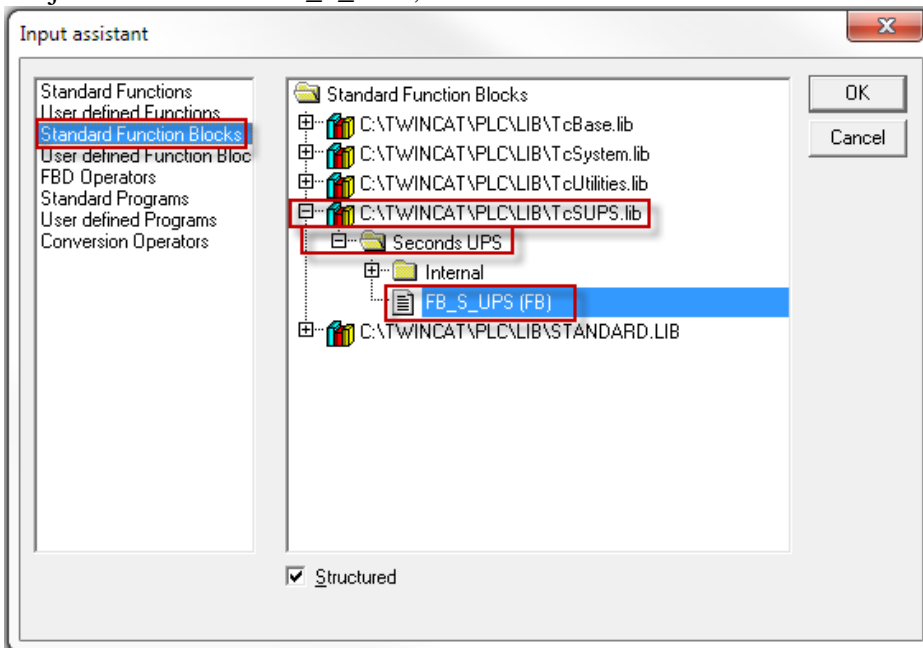 Input assistant
Standard Functions
User defined Functions
Standard Function Blocks
User defined Function Bloc
FBD Operators
Standard Programs
User defined Programs
Conversion Operators
Standard Function Blocks
C:\TWINCAT\PLC\LIB\TcBase.lib
C:\TWINCAT\PLC\LIB\TcSystem.lib
C:\TWINCAT\PLC\LIB\TcUtilities.lib
C:\TWINCAT\PLC\LIB\TcSUPS.lib
Seconds UPS
Internal
FB_S_UPS (FB)
C:\TWINCAT\PLC\LIB\STANDARD.LIB
Structured
OK
Cancel